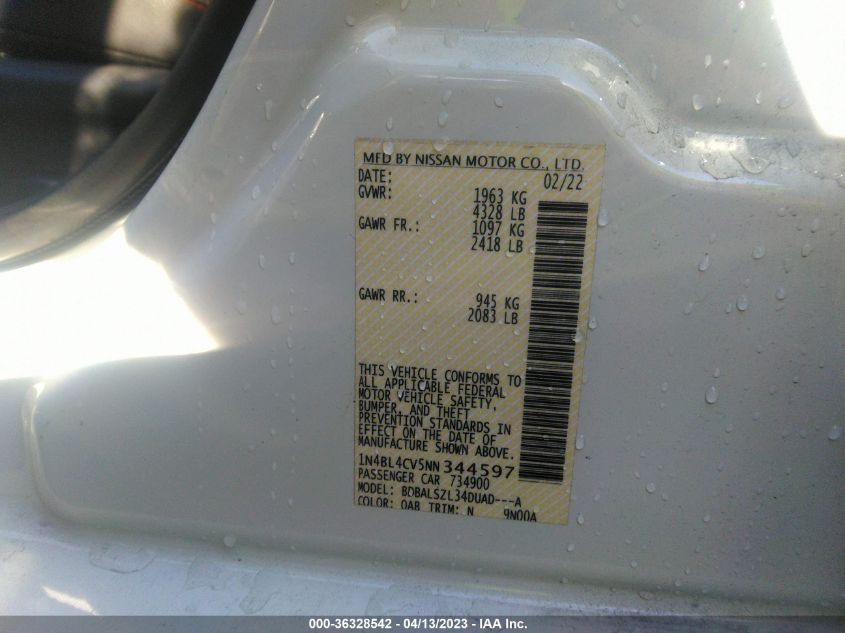 MFD BY NISSAN MOTOR CO., LTD.
DATE: 02/22
GVWR: 1963 KG
4328 LB
GAWR FR.: 1097 KG
2418 LB
GAWR RR.: 945 KG
2083 LB
THIS VEHICLE CONFORMS TO
ALL APPLICABLE FEDERAL
MOTOR VEHICLE SAFETY,
BUMPER, AND THEFT
PREVENTION STANDARDS IN
EFFECT ON THE DATE OF
MANUFACTURE SHOWN ABOVE.
1N4BL4CV5NN344597
PASSENGER CAR 734900
MODEL: BDBALSZL34DUAD---A
COLOR: QAB TRIM: N 9N00A
000-36328542 - 04/13/2023 - IAAI.com